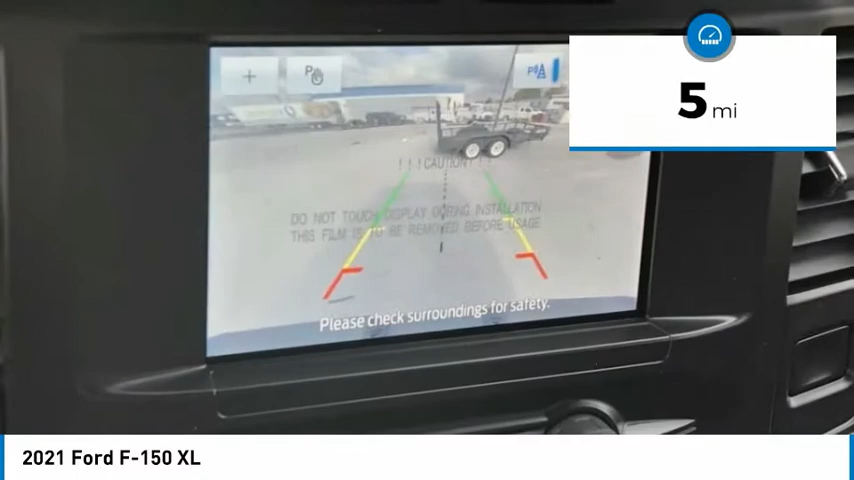 5 mi
+ P
P
! ! ! CAUTION ! ! !
DO NOT TOUCH DISPLAY DURING INSTALLATION
THIS FILM IS TO BE REMOVED BEFORE USAGE
Please check surroundings for safety.
2021 Ford F-150 XL